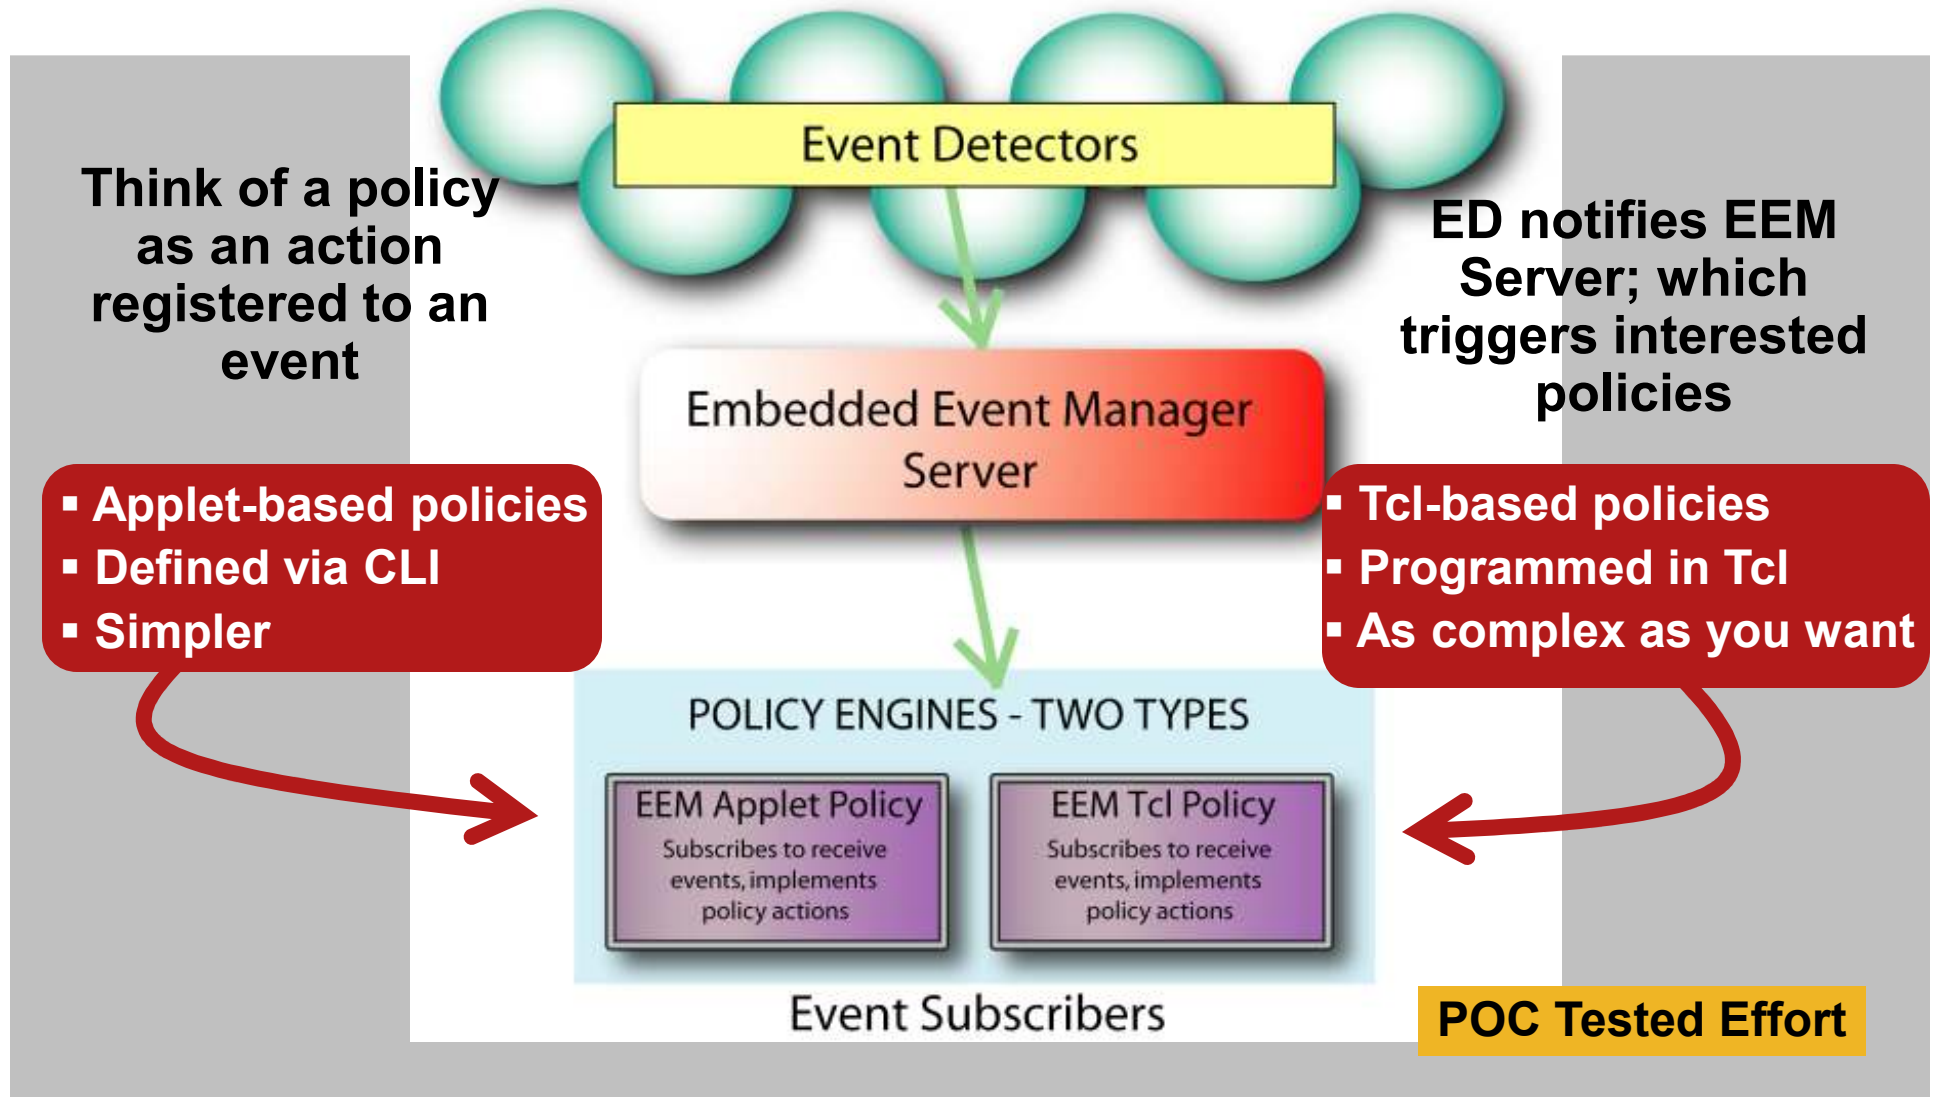 Event Detectors
Think of a policy
as an action
registered to an
event
ED notifies EEM
Server; which
triggers interested
policies
Embedded Event Manager
Server
▪ Applet-based policies
▪ Defined via CLI
▪ Simpler
▪ Tcl-based policies
▪ Programmed in Tcl
▪ As complex as you want
POLICY ENGINES - TWO TYPES
EEM Applet Policy
Subscribes to receive
events, implements
policy actions
EEM Tcl Policy
Subscribes to receive
events, implements
policy actions
Event Subscribers
POC Tested Effort